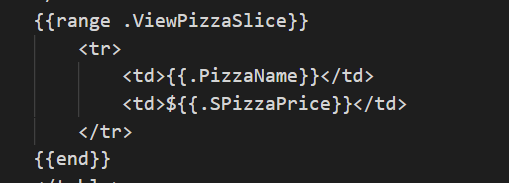 {{range .ViewPizzaSlice}}
<tr>
<td>{{.PizzaName}}</td>
<td>${{.SPizzaPrice}}</td>
</tr>
{{end}}